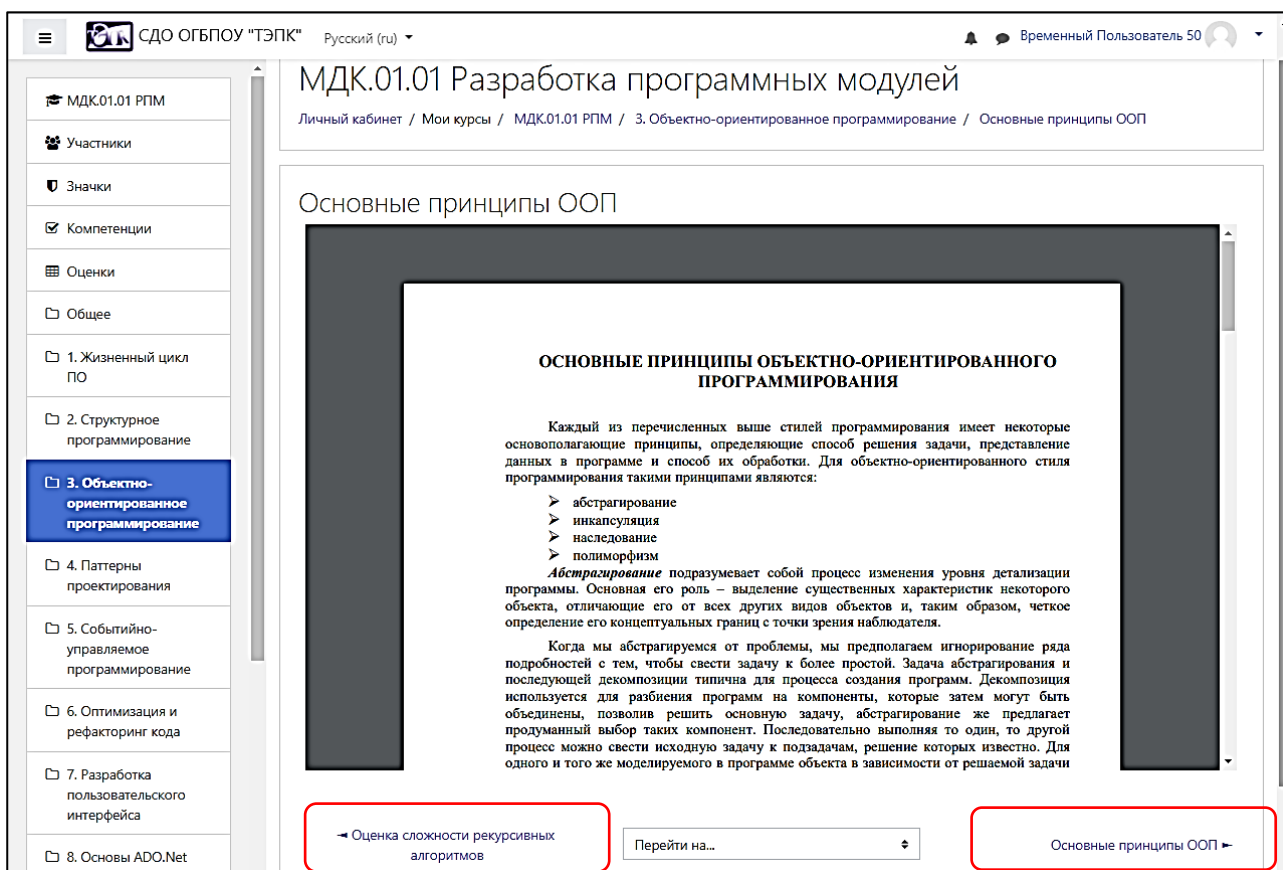 СДО ОГБПОУ "ТЭПК" Русский (ru) Временный Пользователь 50
МДК.01.01 РПМ
Участники
Значки
Компетенции
Оценки
Общее
1. Жизненный цикл
ПО
2. Структурное
программирование
3. Объектно-
ориентированное
программирование
4. Паттерны
проектирования
5. Событийно-
управляемое
программирование
6. Оптимизация и
рефакторинг кода
7. Разработка
пользовательского
интерфейса
8. Основы ADO.Net
МДК.01.01 Разработка программных модулей
Личный кабинет / Мои курсы / МДК.01.01 РПМ / 3. Объектно-ориентированное программирование / Основные принципы ООП
Основные принципы ООП
ОСНОВНЫЕ ПРИНЦИПЫ ОБЪЕКТНО-ОРИЕНТИРОВАННОГО
ПРОГРАММИРОВАНИЯ
Каждый из перечисленных выше стилей программирования имеет некоторые
основополагающие принципы, определяющие способ решения задачи, представление
данных в программе и способ их обработки. Для объектно-ориентированного стиля
программирования такими принципами являются:
➢ абстрагирование
➢ инкапсуляция
➢ наследование
➢ полиморфизм
Абстрагирование подразумевает собой процесс изменения уровня детализации
программы. Основная его роль – выделение существенных характеристик некоторого
объекта, отличающие его от всех других видов объектов и, таким образом, четкое
определение его концептуальных границ с точки зрения наблюдателя.
Когда мы абстрагируемся от проблемы, мы предполагаем игнорирование ряда
подробностей с тем, чтобы свести задачу к более простой. Задача абстрагирования и
последующей декомпозиции типична для процесса создания программ. Декомпозиция
используется для разбиения программ на компоненты, которые затем могут быть
объединены, позволив решить основную задачу, абстрагирование же предлагает
продуманный выбор таких компонент. Последовательно выполняя то один, то другой
процесс можно свести исходную задачу к подзадачам, решение которых известно. Для
одного и того же моделируемого в программе объекта в зависимости от решаемой задачи
◄ Оценка сложности рекурсивных
алгоритмов
Перейти на...
Основные принципы ООП ►